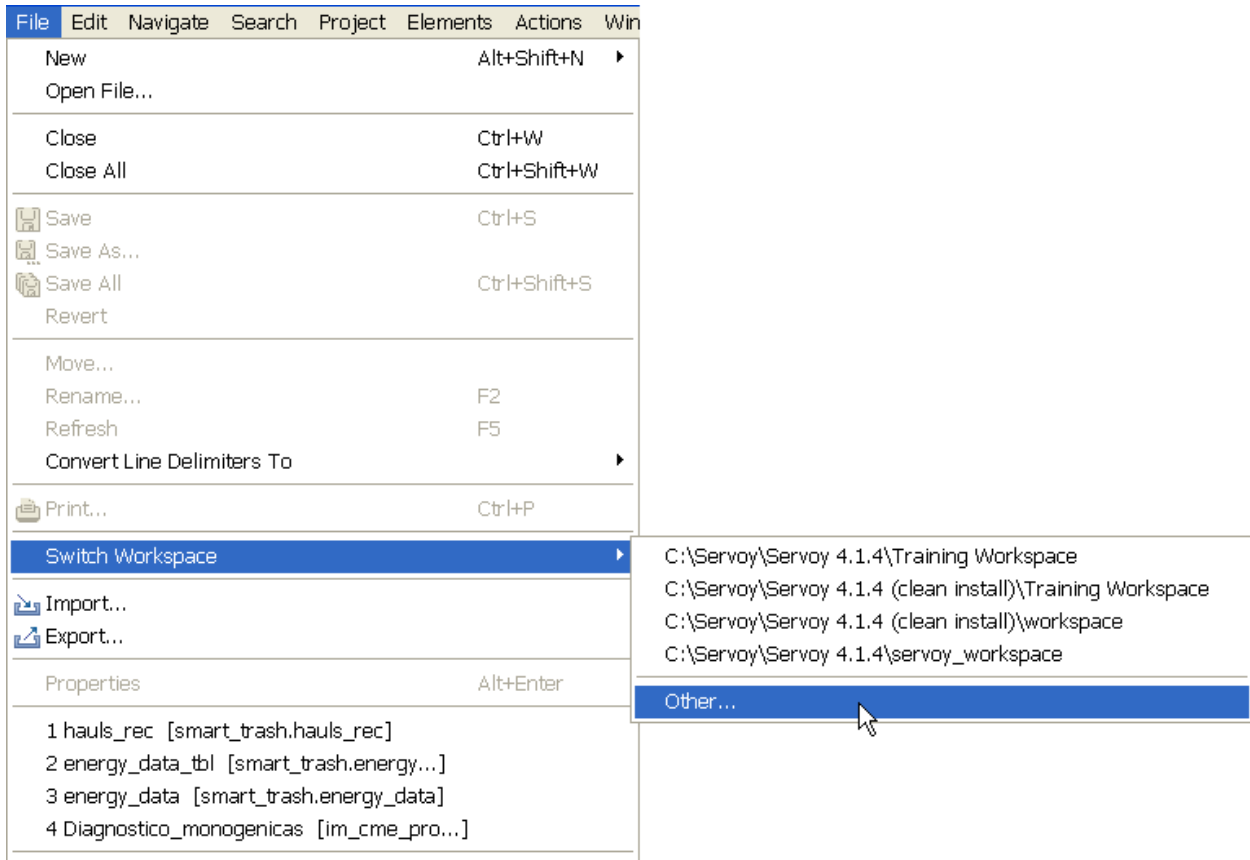 File Edit Navigate Search Project Elements Actions Win
New Alt+Shift+N
Open File...
Close Ctrl+W
Close All Ctrl+Shift+W
Save Ctrl+S
Save As...
Save All Ctrl+Shift+S
Revert
Move...
Rename... F2
Refresh F5
Convert Line Delimiters To
Print... Ctrl+P
Switch Workspace
C:\Servoy\Servoy 4.1.4\Training Workspace
C:\Servoy\Servoy 4.1.4 (clean install)\Training Workspace
C:\Servoy\Servoy 4.1.4 (clean install)\workspace
C:\Servoy\Servoy 4.1.4\servoy_workspace
Other...
Import...
Export...
Properties Alt+Enter
1 hauls_rec [smart_trash.hauls_rec]
2 energy_data_tbl [smart_trash.energy...]
3 energy_data [smart_trash.energy_data]
4 Diagnostico_monogenicas [im_cme_pro...]